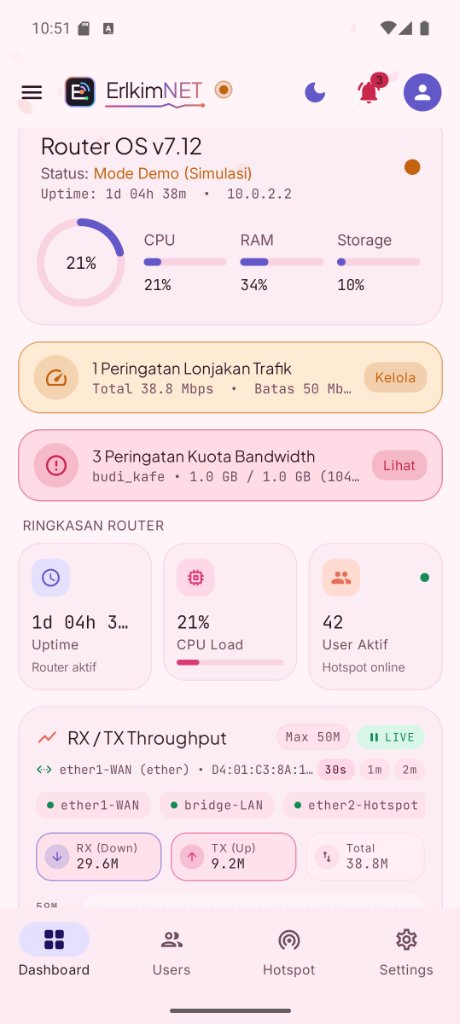 10:51
3
ErlkimNET
Router OS v7.12
Status: Mode Demo (Simulasi)
Uptime: 1d 04h 38m • 10.0.2.2
21%
CPU RAM Storage
21% 34% 10%
1 Peringatan Lonjakan Trafik
Total 38.8 Mbps • Batas 50 Mb…
Kelola
3 Peringatan Kuota Bandwidth
budi_kafe • 1.0 GB / 1.0 GB (104…
Lihat
RINGKASAN ROUTER
1d 04h 3…
Uptime
Router aktif
21%
CPU Load
42
User Aktif
Hotspot online
RX / TX Throughput
Max 50M
LIVE
ether1-WAN (ether) • D4:01:C3:8A:1…
30s 1m 2m
ether1-WAN bridge-LAN ether2-Hotspot
RX (Down)
29.6M
TX (Up)
9.2M
Total
38.8M
Dashboard Users Hotspot Settings